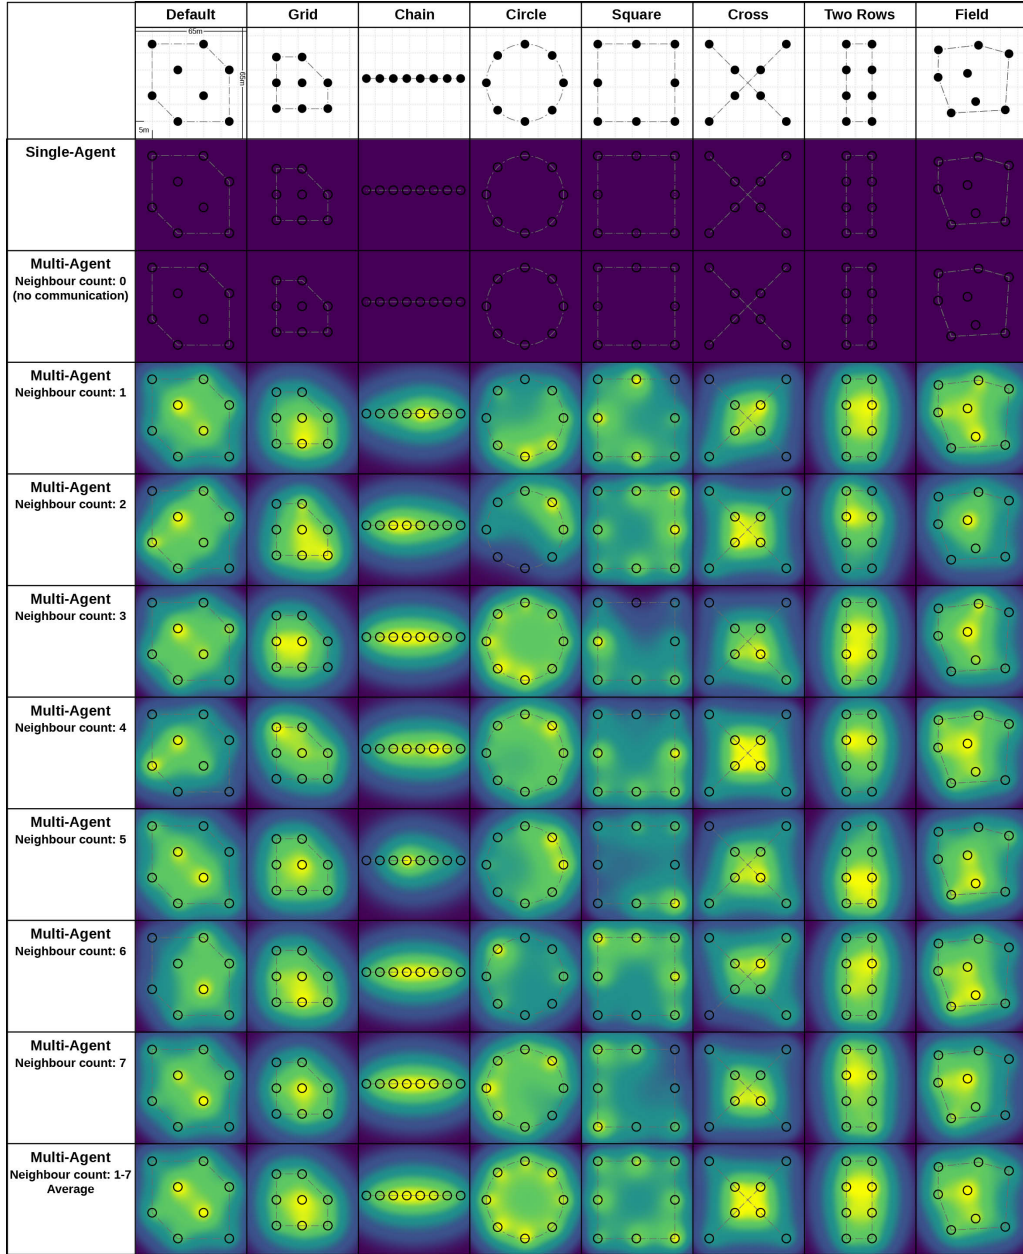 Default Grid Chain Circle Square Cross Two Rows Field
65m
65m
5m
Single-Agent
Multi-Agent
Neighbour count: 0
(no communication)
Multi-Agent
Neighbour count: 1
Multi-Agent
Neighbour count: 2
Multi-Agent
Neighbour count: 3
Multi-Agent
Neighbour count: 4
Multi-Agent
Neighbour count: 5
Multi-Agent
Neighbour count: 6
Multi-Agent
Neighbour count: 7
Multi-Agent
Neighbour count: 1-7
Average